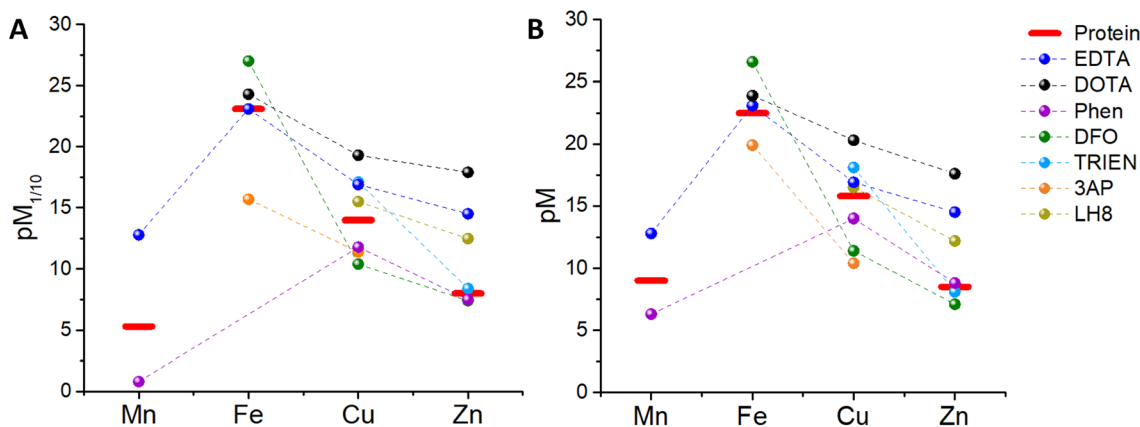 A
pM1/10
30
25
20
15
10
5
0
Mn Fe Cu Zn
B
pM
30
25
20
15
10
5
0
Mn Fe Cu Zn
Protein
EDTA
DOTA
Phen
DFO
TRIEN
3AP
LH8